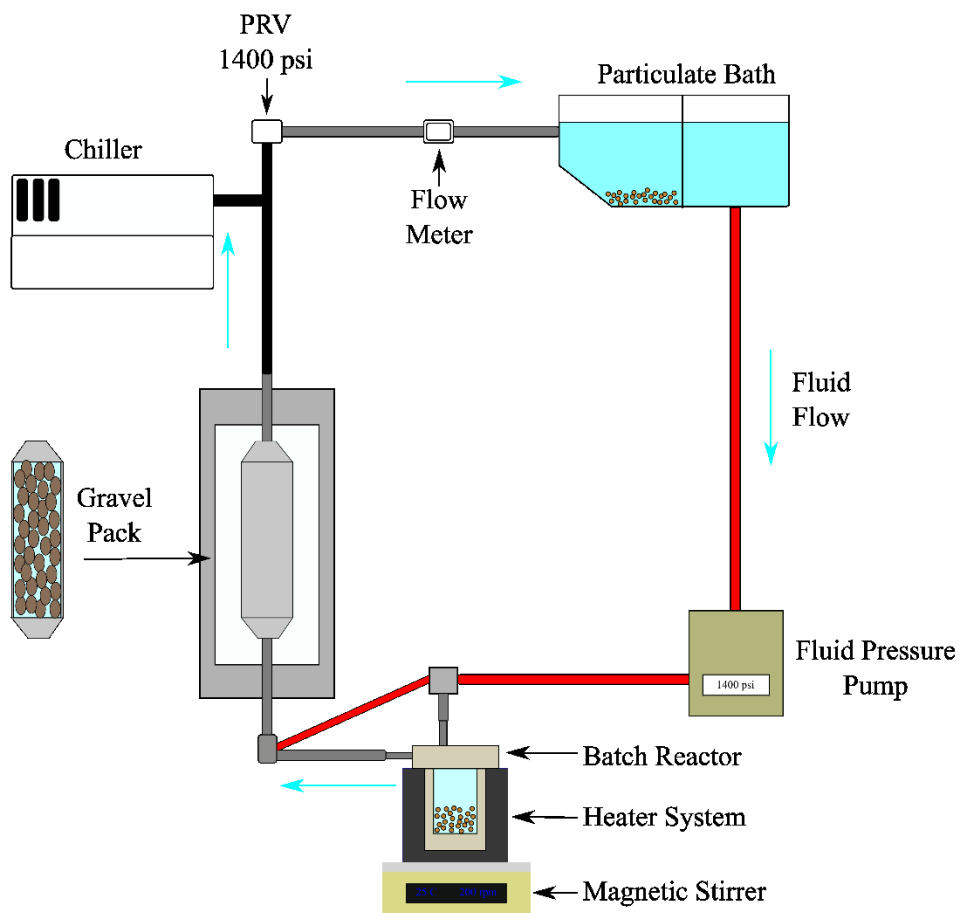 PRV
1400 psi
Particulate Bath
Chiller
Flow
Meter
Fluid
Flow
Gravel
Pack
1400 psi
Fluid Pressure
Pump
Batch Reactor
Heater System
Magnetic Stirrer